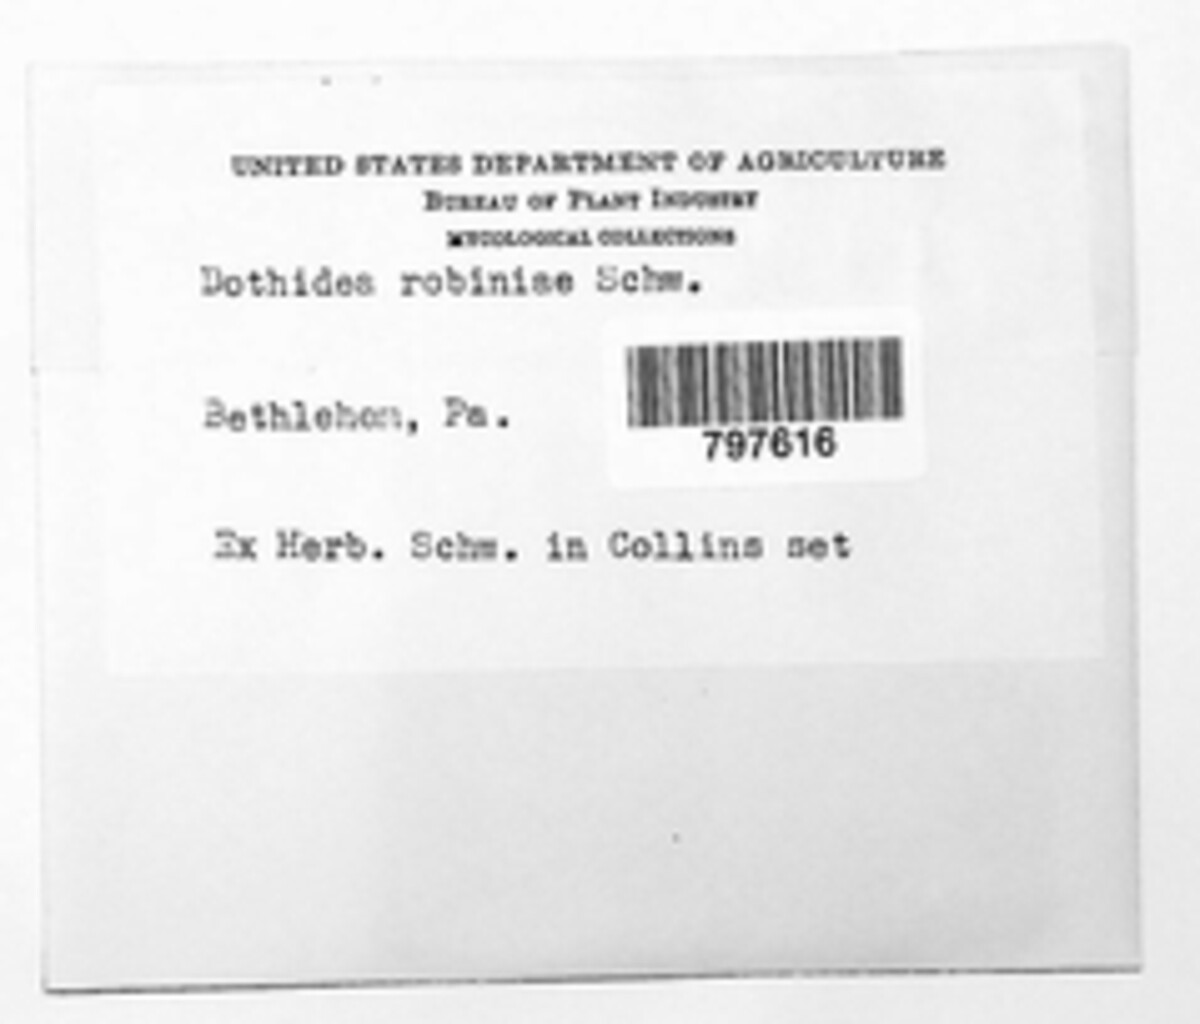 UNITED STATES DEPARTMENT OF AGRICULTURE
BUREAU OF PLANT INDUSTRY
MYCOLOGICAL COLLECTIONS
Dothidea robiniae Schw.
Bethlehem, Pa.
797616
Ex Herb. Schw. in Collins set